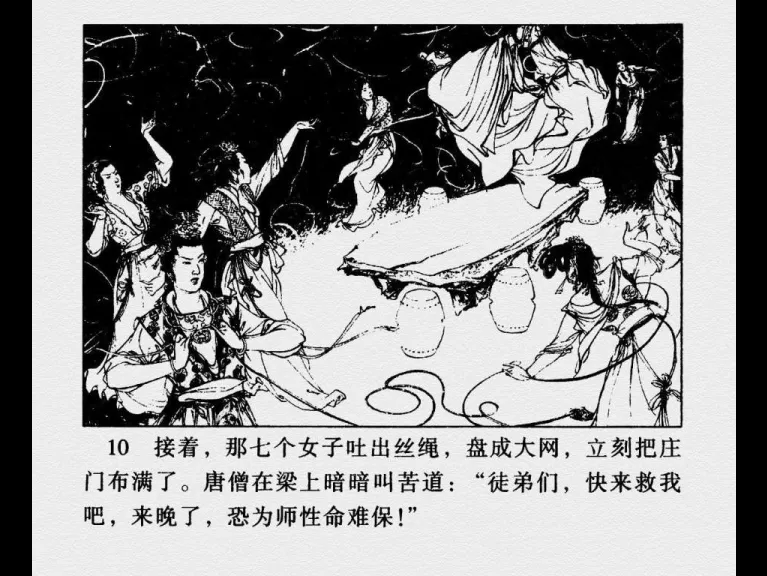 10 接着，那七个女子吐出丝绳，盘成大网，立刻把庄
门布满了。唐僧在梁上暗暗叫苦道：“徒弟们，快来救我
吧，来晚了，恐为师性命难保！”